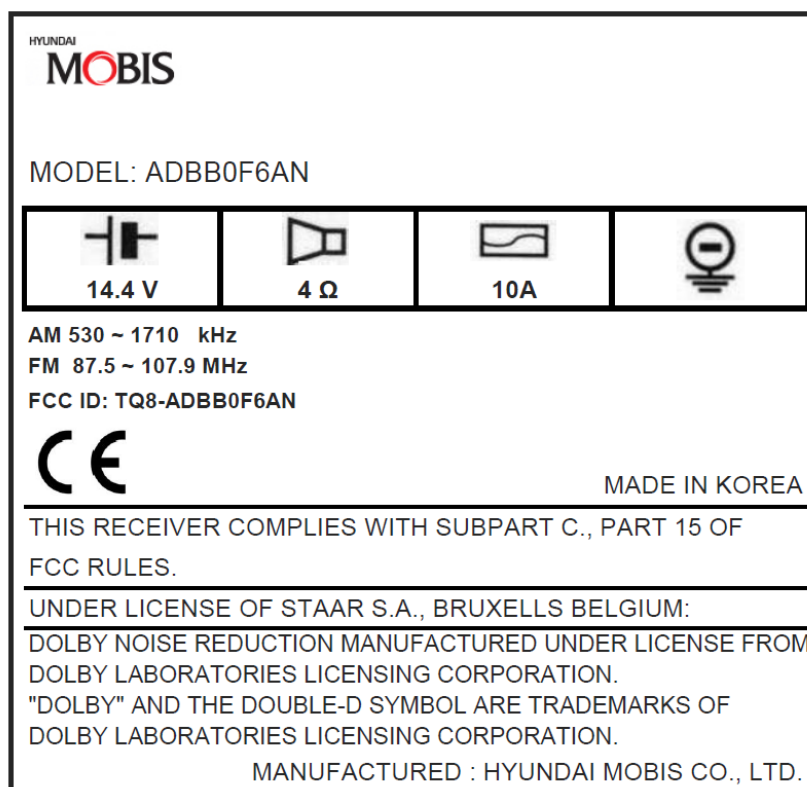 HYUNDAI
MOBIS
MODEL: ADBB0F6AN
14.4 V 4 Ω 10A
AM 530 ~ 1710 kHz
FM 87.5 ~ 107.9 MHz
FCC ID: TQ8-ADBB0F6AN
CE
MADE IN KOREA
THIS RECEIVER COMPLIES WITH SUBPART C., PART 15 OF
FCC RULES.
UNDER LICENSE OF STAAR S.A., BRUXELLS BELGIUM:
DOLBY NOISE REDUCTION MANUFACTURED UNDER LICENSE FROM
DOLBY LABORATORIES LICENSING CORPORATION.
"DOLBY" AND THE DOUBLE-D SYMBOL ARE TRADEMARKS OF
DOLBY LABORATORIES LICENSING CORPORATION.
MANUFACTURED : HYUNDAI MOBIS CO., LTD.